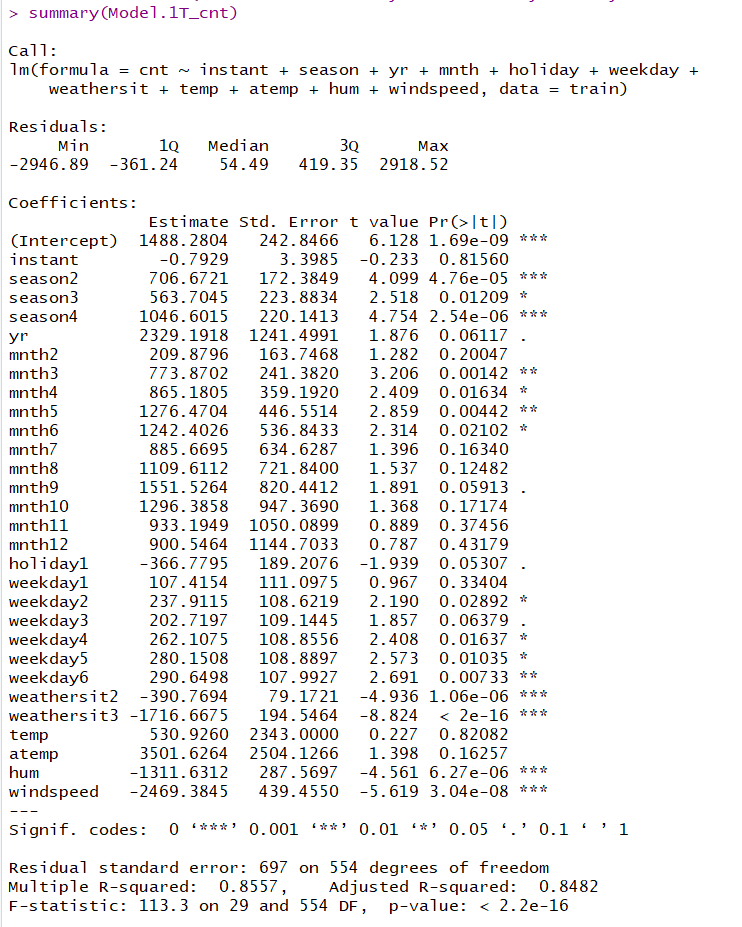 > summary(Model.1T_cnt)
Call:
lm(formula = cnt ~ instant + season + yr + mnth + holiday + weekday +
    weathersit + temp + atemp + hum + windspeed, data = train)
Residuals:
     Min       1Q   Median       3Q      Max
-2946.89  -361.24    54.49   419.35  2918.52
Coefficients:
              Estimate Std. Error t value Pr(>|t|)
(Intercept)  1488.2804   242.8466   6.128 1.69e-09 ***
instant        -0.7929     3.3985  -0.233  0.81560
season2       706.6721   172.3849   4.099 4.76e-05 ***
season3       563.7045   223.8834   2.518  0.01209 *
season4      1046.6015   220.1413   4.754 2.54e-06 ***
yr           2329.1918  1241.4991   1.876  0.06117 .
mnth2         209.8796   163.7468   1.282  0.20047
mnth3         773.8702   241.3820   3.206  0.00142 **
mnth4         865.1805   359.1920   2.409  0.01634 *
mnth5        1276.4704   446.5514   2.859  0.00442 **
mnth6        1242.4026   536.8433   2.314  0.02102 *
mnth7         885.6695   634.6287   1.396  0.16340
mnth8        1109.6112   721.8400   1.537  0.12482
mnth9        1551.5264   820.4412   1.891  0.05913 .
mnth10       1296.3858   947.3690   1.368  0.17174
mnth11        933.1949  1050.0899   0.889  0.37456
mnth12        900.5464  1144.7033   0.787  0.43179
holiday1     -366.7795   189.2076  -1.939  0.05307 .
weekday1      107.4154   111.0975   0.967  0.33404
weekday2      237.9115   108.6219   2.190  0.02892 *
weekday3      202.7197   109.1445   1.857  0.06379 .
weekday4      262.1075   108.8556   2.408  0.01637 *
weekday5      280.1508   108.8897   2.573  0.01035 *
weekday6      290.6498   107.9927   2.691  0.00733 **
weathersit2  -390.7694    79.1721  -4.936 1.06e-06 ***
weathersit3 -1716.6675   194.5464  -8.824  < 2e-16 ***
temp          530.9260  2343.0000   0.227  0.82082
atemp        3501.6264  2504.1266   1.398  0.16257
hum         -1311.6312   287.5697  -4.561 6.27e-06 ***
windspeed   -2469.3845   439.4550  -5.619 3.04e-08 ***
---
Signif. codes:  0 ‘***’ 0.001 ‘**’ 0.01 ‘*’ 0.05 ‘.’ 0.1 ‘ ’ 1
Residual standard error: 697 on 554 degrees of freedom
Multiple R-squared:  0.8557,    Adjusted R-squared:  0.8482
F-statistic: 113.3 on 29 and 554 DF,  p-value: < 2.2e-16